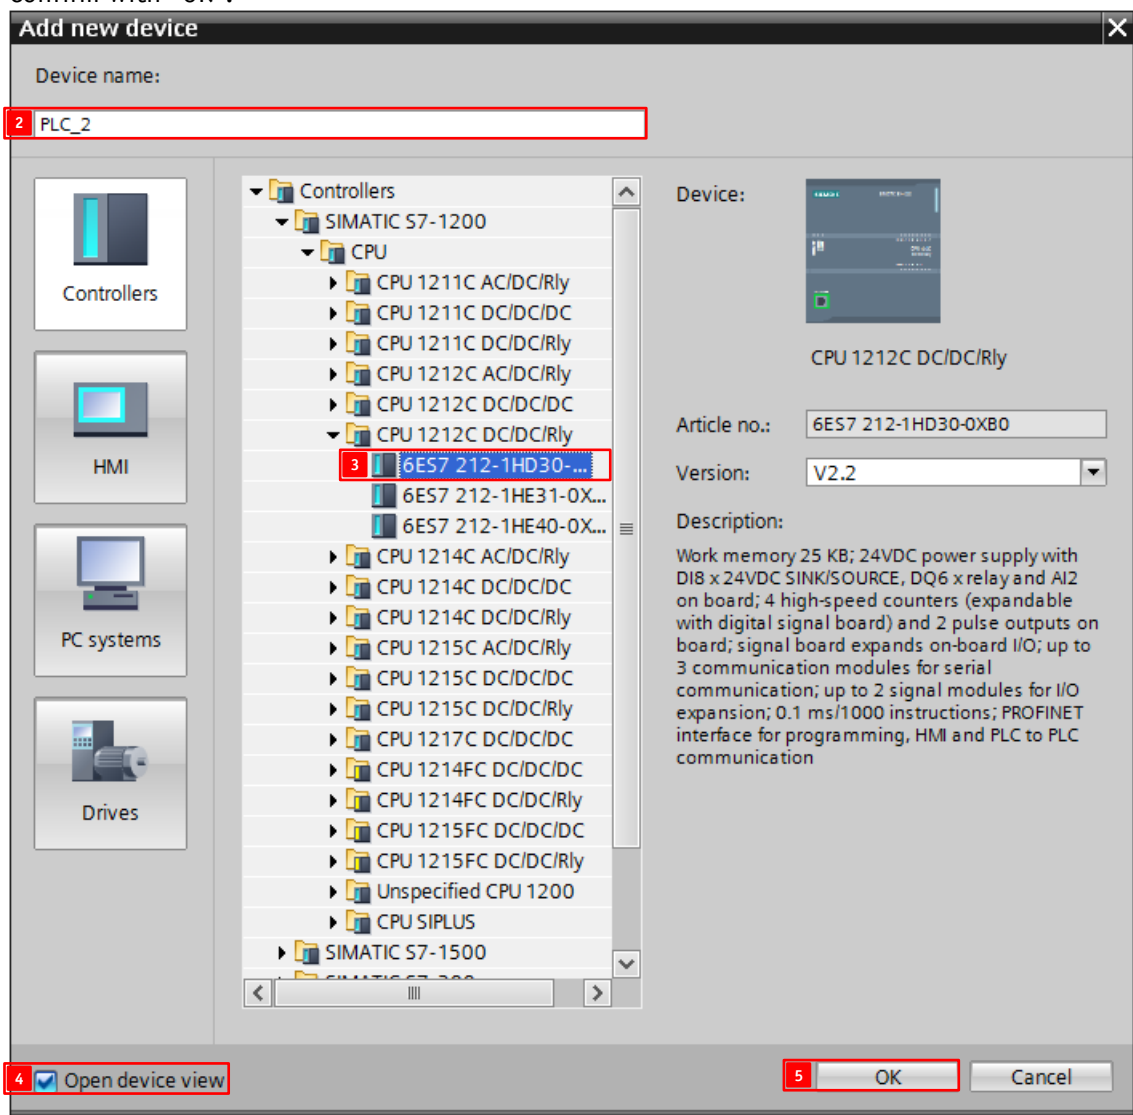 Add new device
Device name:
2 PLC_2
Controllers
HMI
PC systems
Drives
Controllers
SIMATIC S7-1200
CPU
CPU 1211C AC/DC/Rly
CPU 1211C DC/DC/DC
CPU 1211C DC/DC/Rly
CPU 1212C AC/DC/Rly
CPU 1212C DC/DC/DC
CPU 1212C DC/DC/Rly
3 6ES7 212-1HD30-...
6ES7 212-1HE31-0X...
6ES7 212-1HE40-0X...
CPU 1214C AC/DC/Rly
CPU 1214C DC/DC/DC
CPU 1214C DC/DC/Rly
CPU 1215C AC/DC/Rly
CPU 1215C DC/DC/DC
CPU 1215C DC/DC/Rly
CPU 1217C DC/DC/DC
CPU 1214FC DC/DC/DC
CPU 1214FC DC/DC/Rly
CPU 1215FC DC/DC/DC
CPU 1215FC DC/DC/Rly
Unspecified CPU 1200
CPU SIPLUS
SIMATIC S7-1500
Device:
CPU 1212C DC/DC/Rly
Article no.: 6ES7 212-1HD30-0XB0
Version: V2.2
Description:
Work memory 25 KB; 24VDC power supply with
DI8 x 24VDC SINK/SOURCE, DQ6 x relay and AI2
on board; 4 high-speed counters (expandable
with digital signal board) and 2 pulse outputs on
board; signal board expands on-board I/O; up to
3 communication modules for serial
communication; up to 2 signal modules for I/O
expansion; 0.1 ms/1000 instructions; PROFINET
interface for programming, HMI and PLC to PLC
communication
4 Open device view
5 OK
Cancel